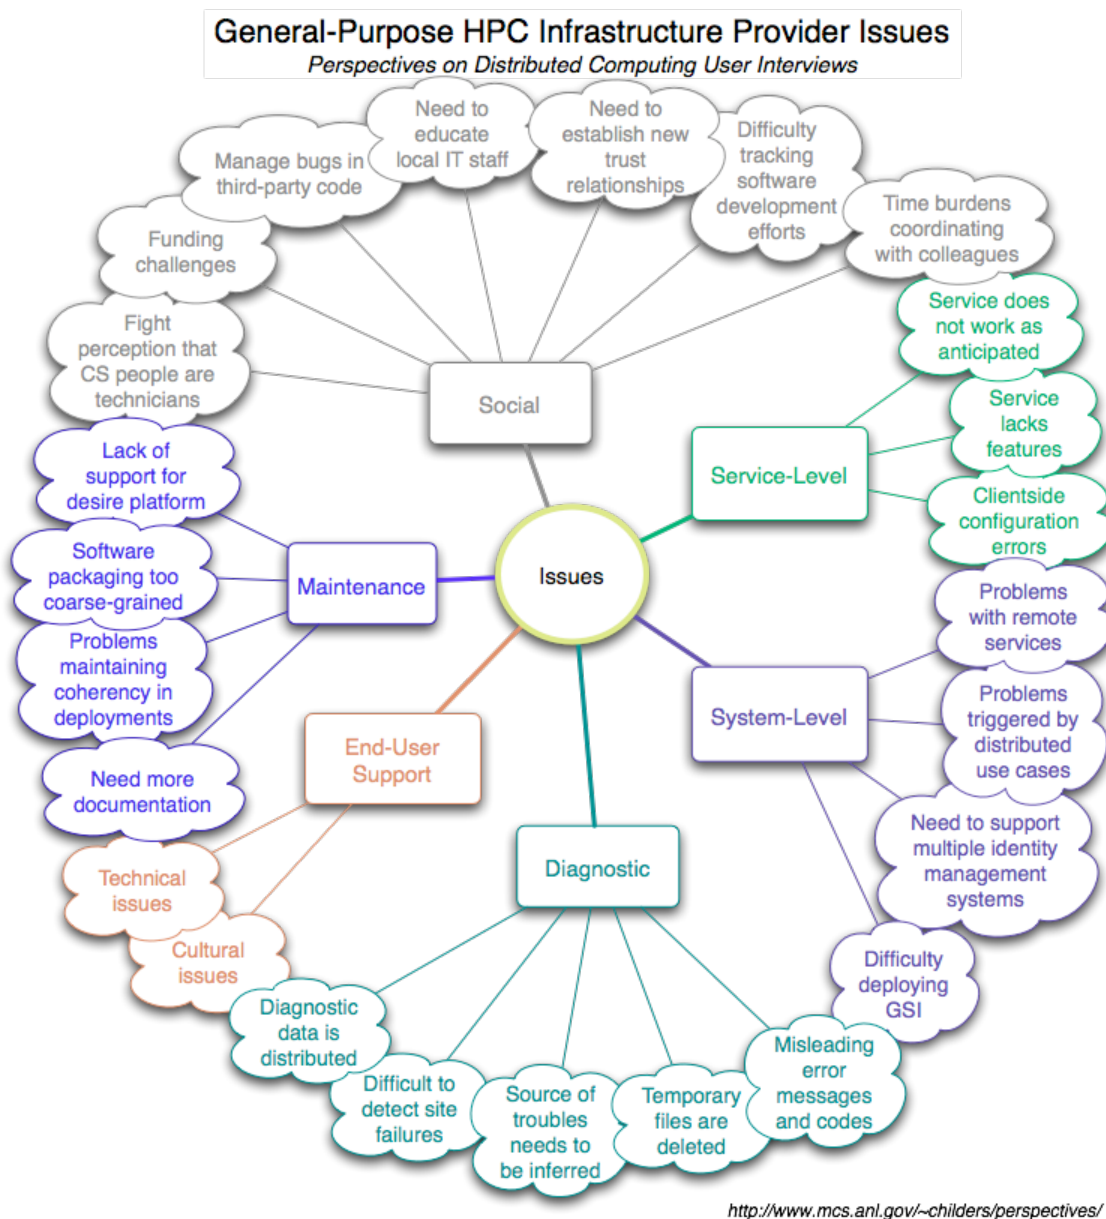 General-Purpose HPC Infrastructure Provider Issues
Perspectives on Distributed Computing User Interviews
Need to
educate
local IT staff
Need to
establish new
trust
relationships
Difficulty
tracking
software
development
efforts
Manage bugs in
third-party code
Time burdens
coordinating
with colleagues
Funding
challenges
Fight
perception that
CS people are
technicians
Social
Service does
not work as
anticipated
Service
lacks
features
Clientside
configuration
errors
Service-Level
Lack of
support for
desire platform
Software
packaging too
coarse-grained
Problems
maintaining
coherency in
deployments
Need more
documentation
Maintenance
Issues
Problems
with remote
services
Problems
triggered by
distributed
use cases
Need to support
multiple identity
management
systems
Difficulty
deploying
GSI
System-Level
End-User
Support
Technical
issues
Cultural
issues
Diagnostic
Diagnostic
data is
distributed
Difficult to
detect site
failures
Source of
troubles
needs to
be inferred
Temporary
files are
deleted
Misleading
error
messages
and codes
http://www.mcs.anl.gov/~childers/perspectives/